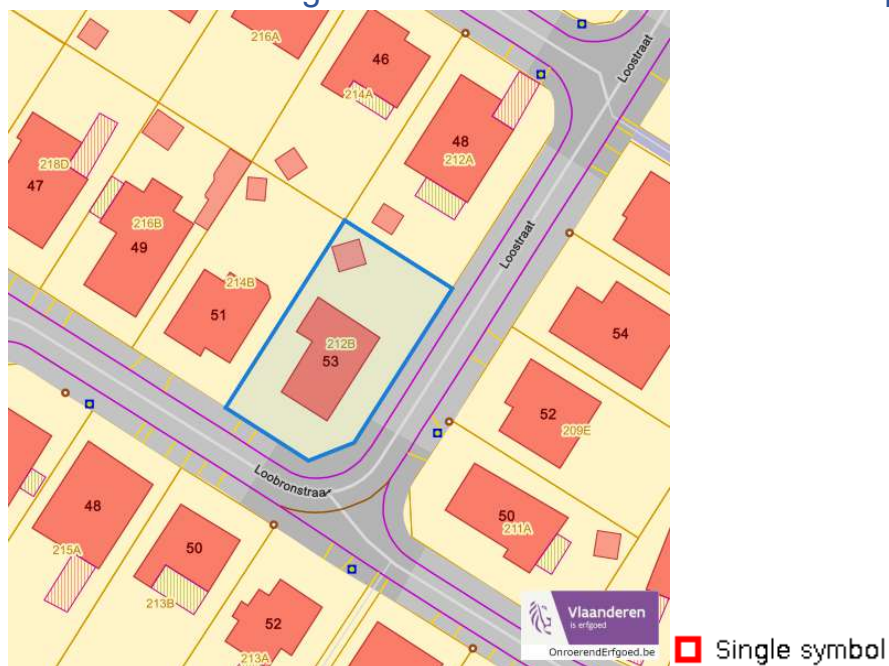 216A
46
Loostraat
214A
48
212A
218D
47
216B
49
Loostraat
214B
51
212B
53
54
52
209E
Loobronstraat
48
50
211A
50
215A
213B
52
213A
Vlaanderen
is erfgoed
OnroerendErfgoed.be
Single symbol